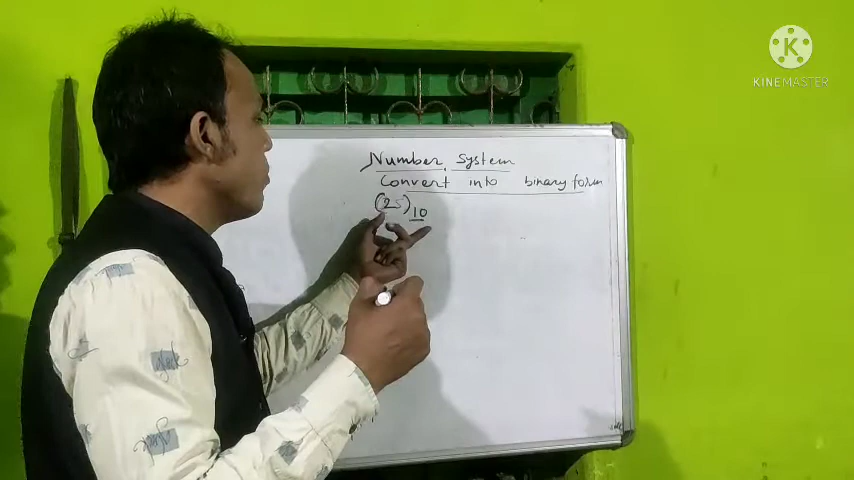 Number System
Convert into binary form
(25)10
K
KINEMASTER